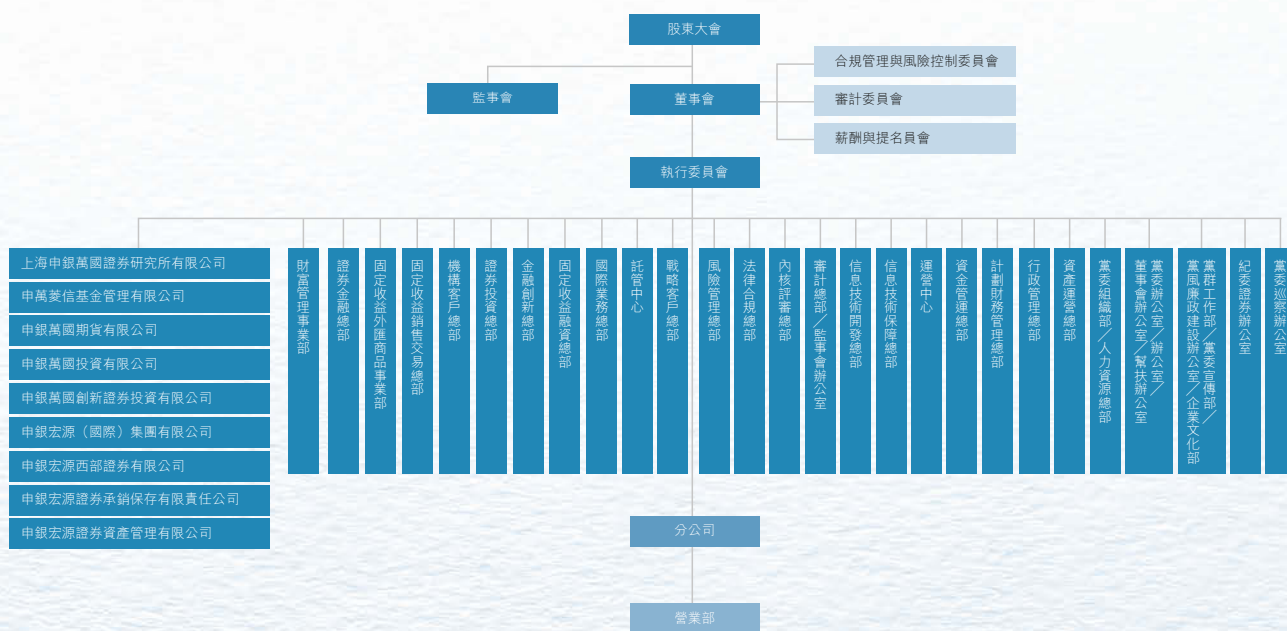 股東大會
合規管理與風險控制委員會
監事會
董事會
審計委員會
薪酬與提名員會
執行委員會
上海申銀萬國證券研究所有限公司
申萬菱信基金管理有限公司
申銀萬國期貨有限公司
申銀萬國投資有限公司
申銀萬國創新證券投資有限公司
申銀宏源（國際）集團有限公司
申銀宏源西部證券有限公司
申銀宏源證券承銷保存有限責任公司
申銀宏源證券資產管理有限公司
財富管理事業部
證券金融總部
固定收益外匯商品事業部
固定收益銷售交易總部
機構客戶總部
證券投資總部
金融創新總部
固定收益融資總部
國際業務總部
託管中心
戰略客戶總部
風險管理總部
法律合規總部
內核評審總部
審計總部／監事會辦公室
信息技術開發總部
信息技術保障總部
運營中心
資金管運總部
計劃財務管理總部
行政管理總部
資產運營總部
黨委組織部／人力資源總部
黨委辦公室／辦公室／
董事會辦公室／幫扶辦公室
黨群工作部／黨委宣傳部／
黨風廉政建設辦公室／企業文化部
紀委證券辦公室
黨委巡察辦公室
分公司
營業部